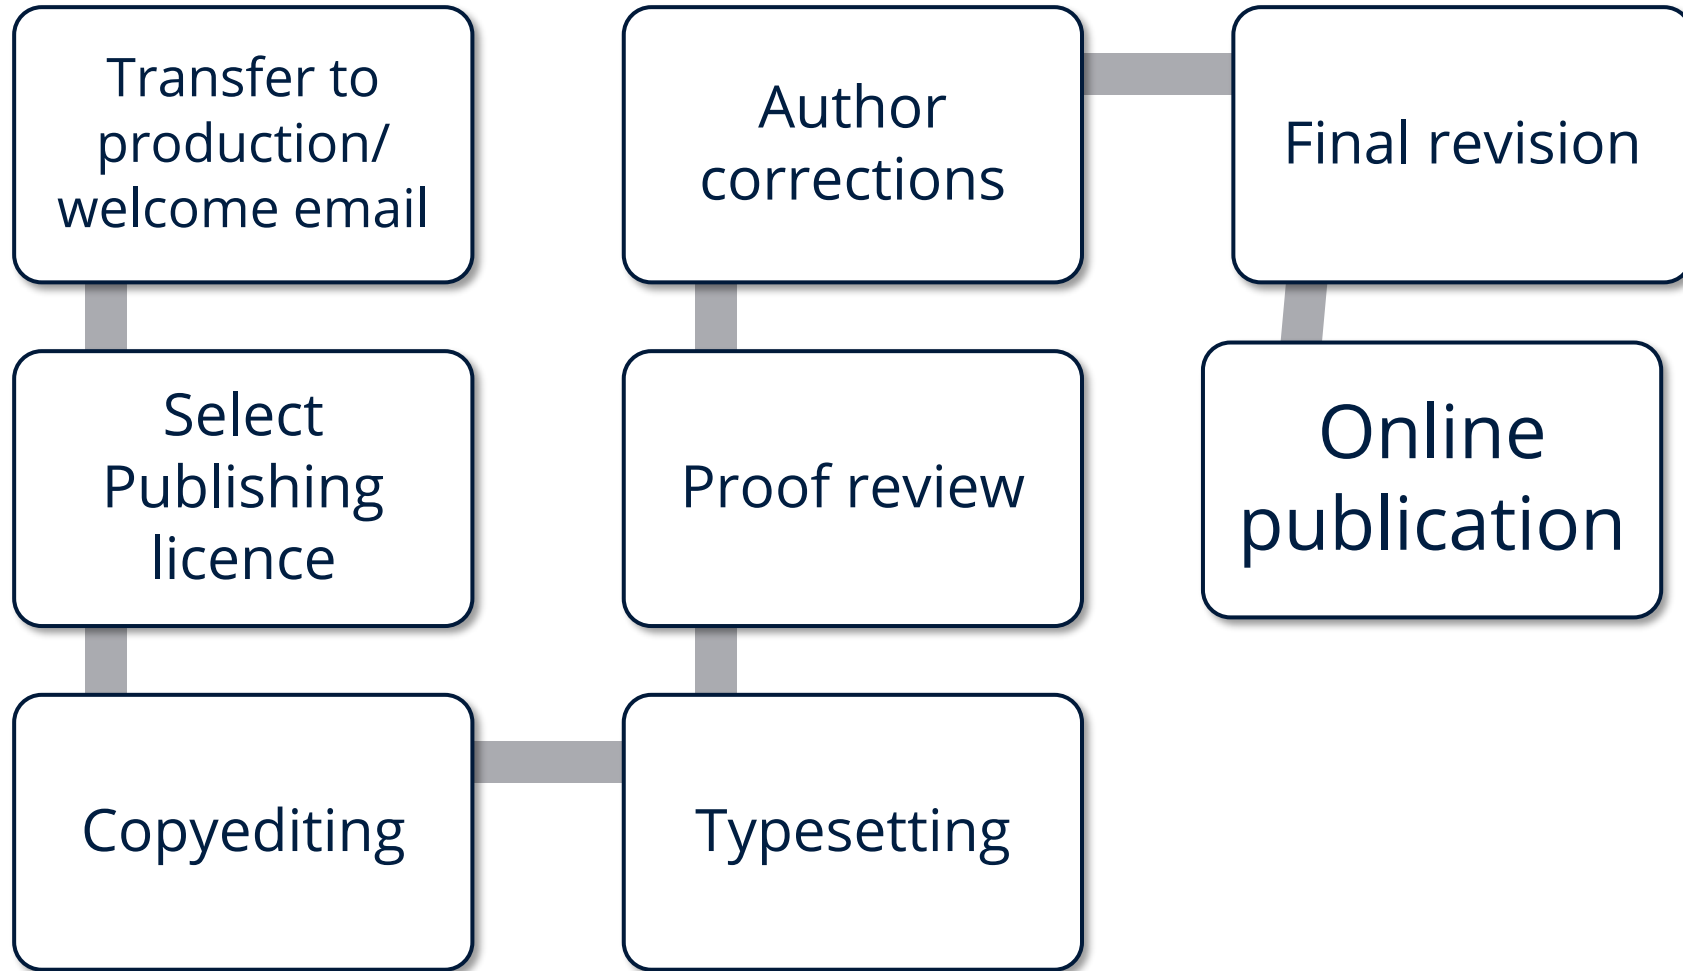 Transfer to
production/
welcome email
Select
Publishing
licence
Copyediting
Typesetting
Proof review
Author
corrections
Final revision
Online
publication